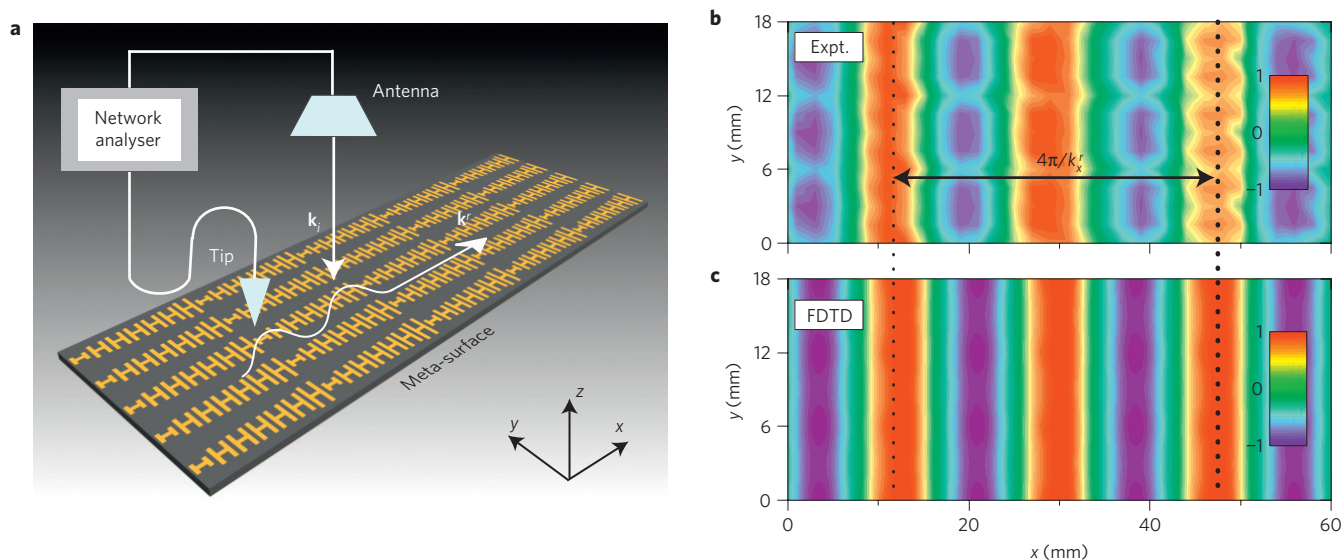 a
Network
analyser
Antenna
Tip
k_i
k^r
Meta-surface
z
y
x
b
18
12
6
0
y (mm)
Expt.
1
0
−1
4π/k_x^r
c
18
12
6
0
y (mm)
FDTD
1
0
−1
0 20 40 60
x (mm)